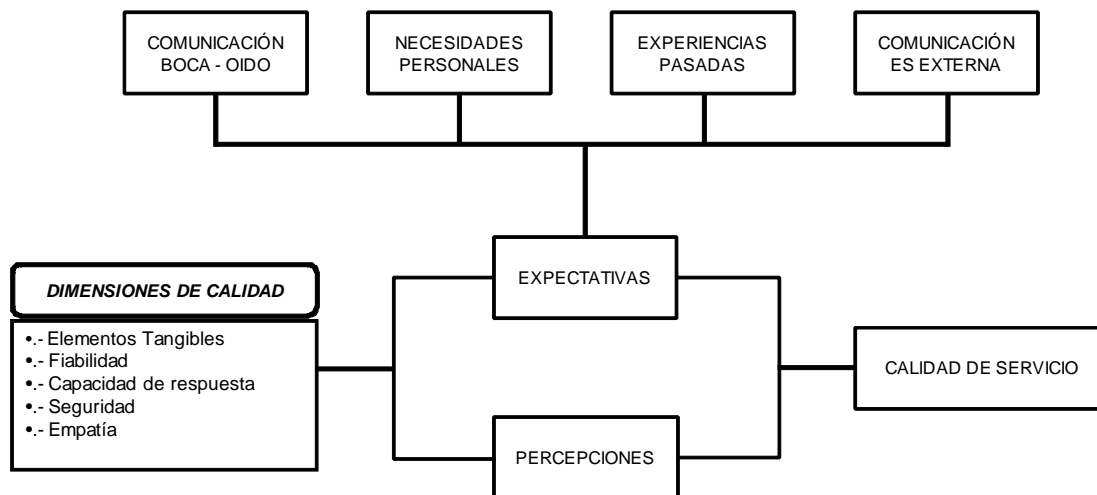 COMUNICACIÓN
BOCA - OIDO
NECESIDADES
PERSONALES
EXPERIENCIAS
PASADAS
COMUNICACIÓN
ES EXTERNA
EXPECTATIVAS
DIMENSIONES DE CALIDAD
•.- Elementos Tangibles
•.- Fiabilidad
•.- Capacidad de respuesta
•.- Seguridad
•.- Empatía
CALIDAD DE SERVICIO
PERCEPCIONES